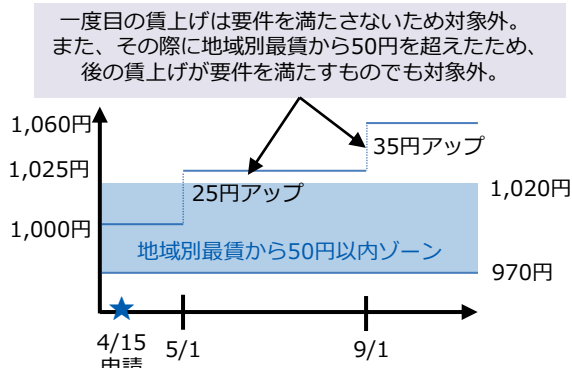 一度目の賃上げは要件を満たさないため対象外。
また、その際に地域別最賃から50円を超えたため、
後の賃上げが要件を満たすものでも対象外。
1,060円
35円アップ
1,025円
25円アップ
1,020円
1,000円
地域別最賃から50円以内ゾーン
970円
4/15
申請
5/1
9/1